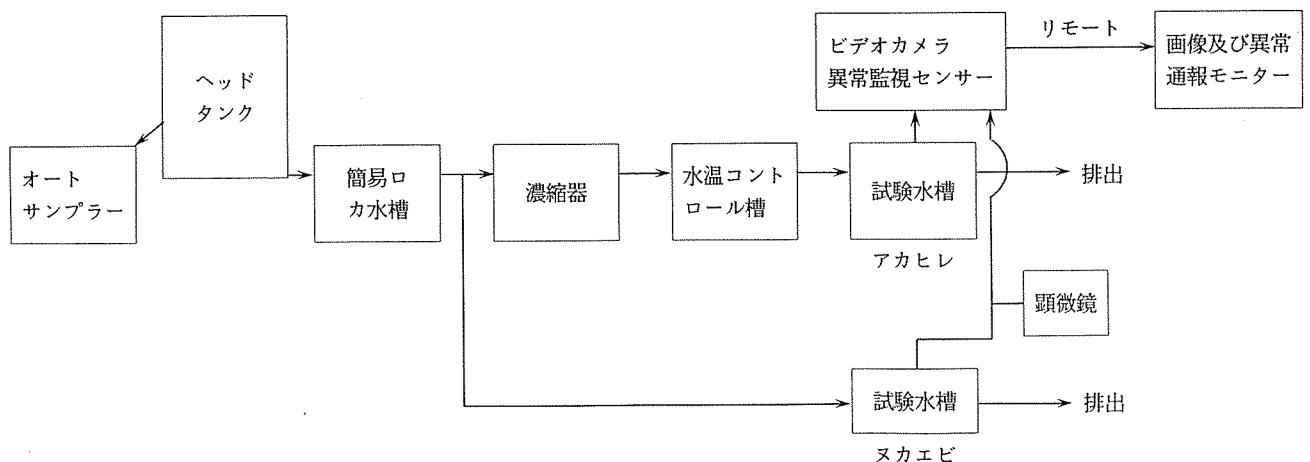 ヘッド
タンク
オート
サンプラー
簡易ロ
カ水槽
濃縮器
水温コント
ロール槽
試験水槽
アカヒレ
排出
ビデオカメラ
異常監視センサー
リモート
画像及び異常
通報モニター
顕微鏡
試験水槽
ヌカエビ
排出